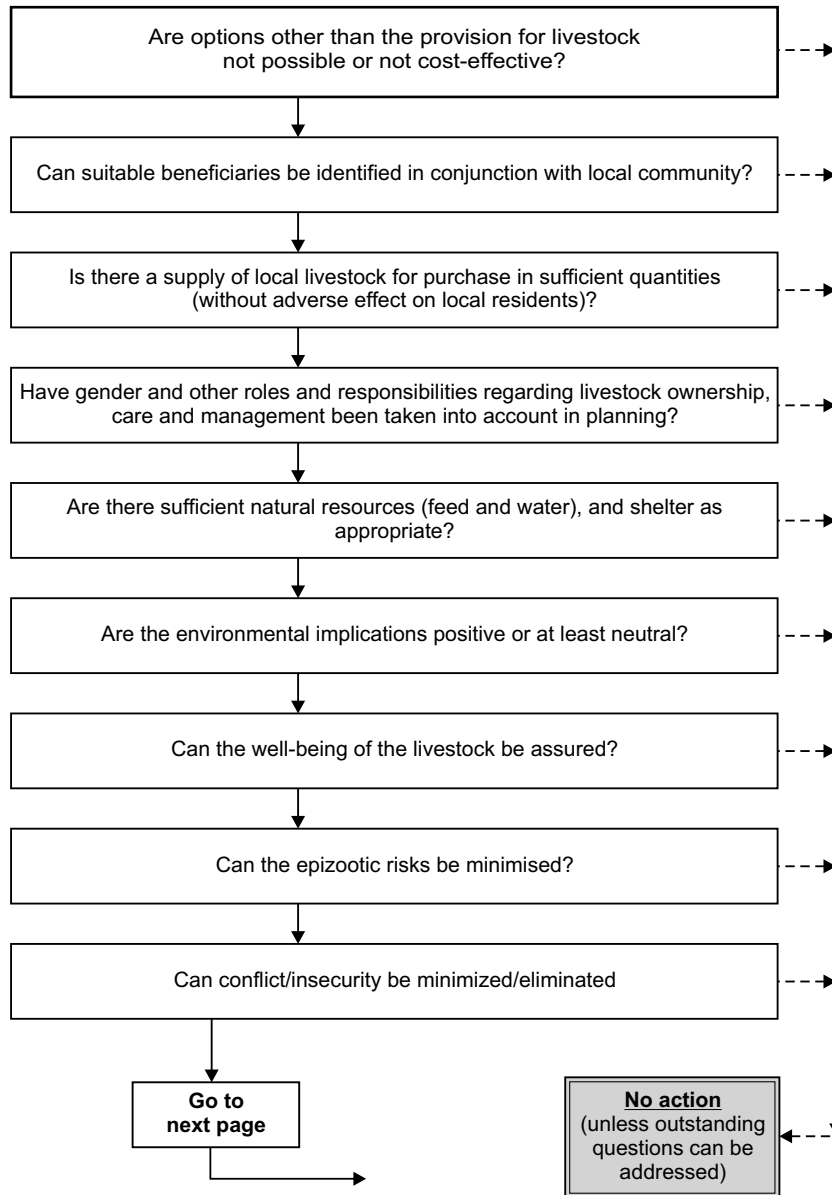 Are options other than the provision for livestock
not possible or not cost-effective?
Can suitable beneficiaries be identified in conjunction with local community?
Is there a supply of local livestock for purchase in sufficient quantities
(without adverse effect on local residents)?
Have gender and other roles and responsibilities regarding livestock ownership,
care and management been taken into account in planning?
Are there sufficient natural resources (feed and water), and shelter as
appropriate?
Are the environmental implications positive or at least neutral?
Can the well-being of the livestock be assured?
Can the epizootic risks be minimised?
Can conflict/insecurity be minimized/eliminated
Go to
next page
No action
(unless outstanding
questions can be
addressed)